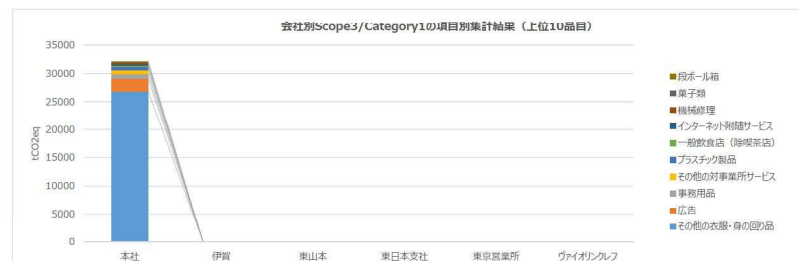 会社別Scope3/Category1の項目別集計結果（上位10品目）
35000
30000
25000
20000
15000
10000
5000
0
tCO2eq
本社
伊賀
東山本
東日本支社
東京営業所
ヴァイオリンクレフ
段ボール箱
菓子類
機械修理
インターネット附随サービス
一般飲食店（除喫茶店）
プラスチック製品
その他の対事業所サービス
事務用品
広告
その他の衣服・身の回り品